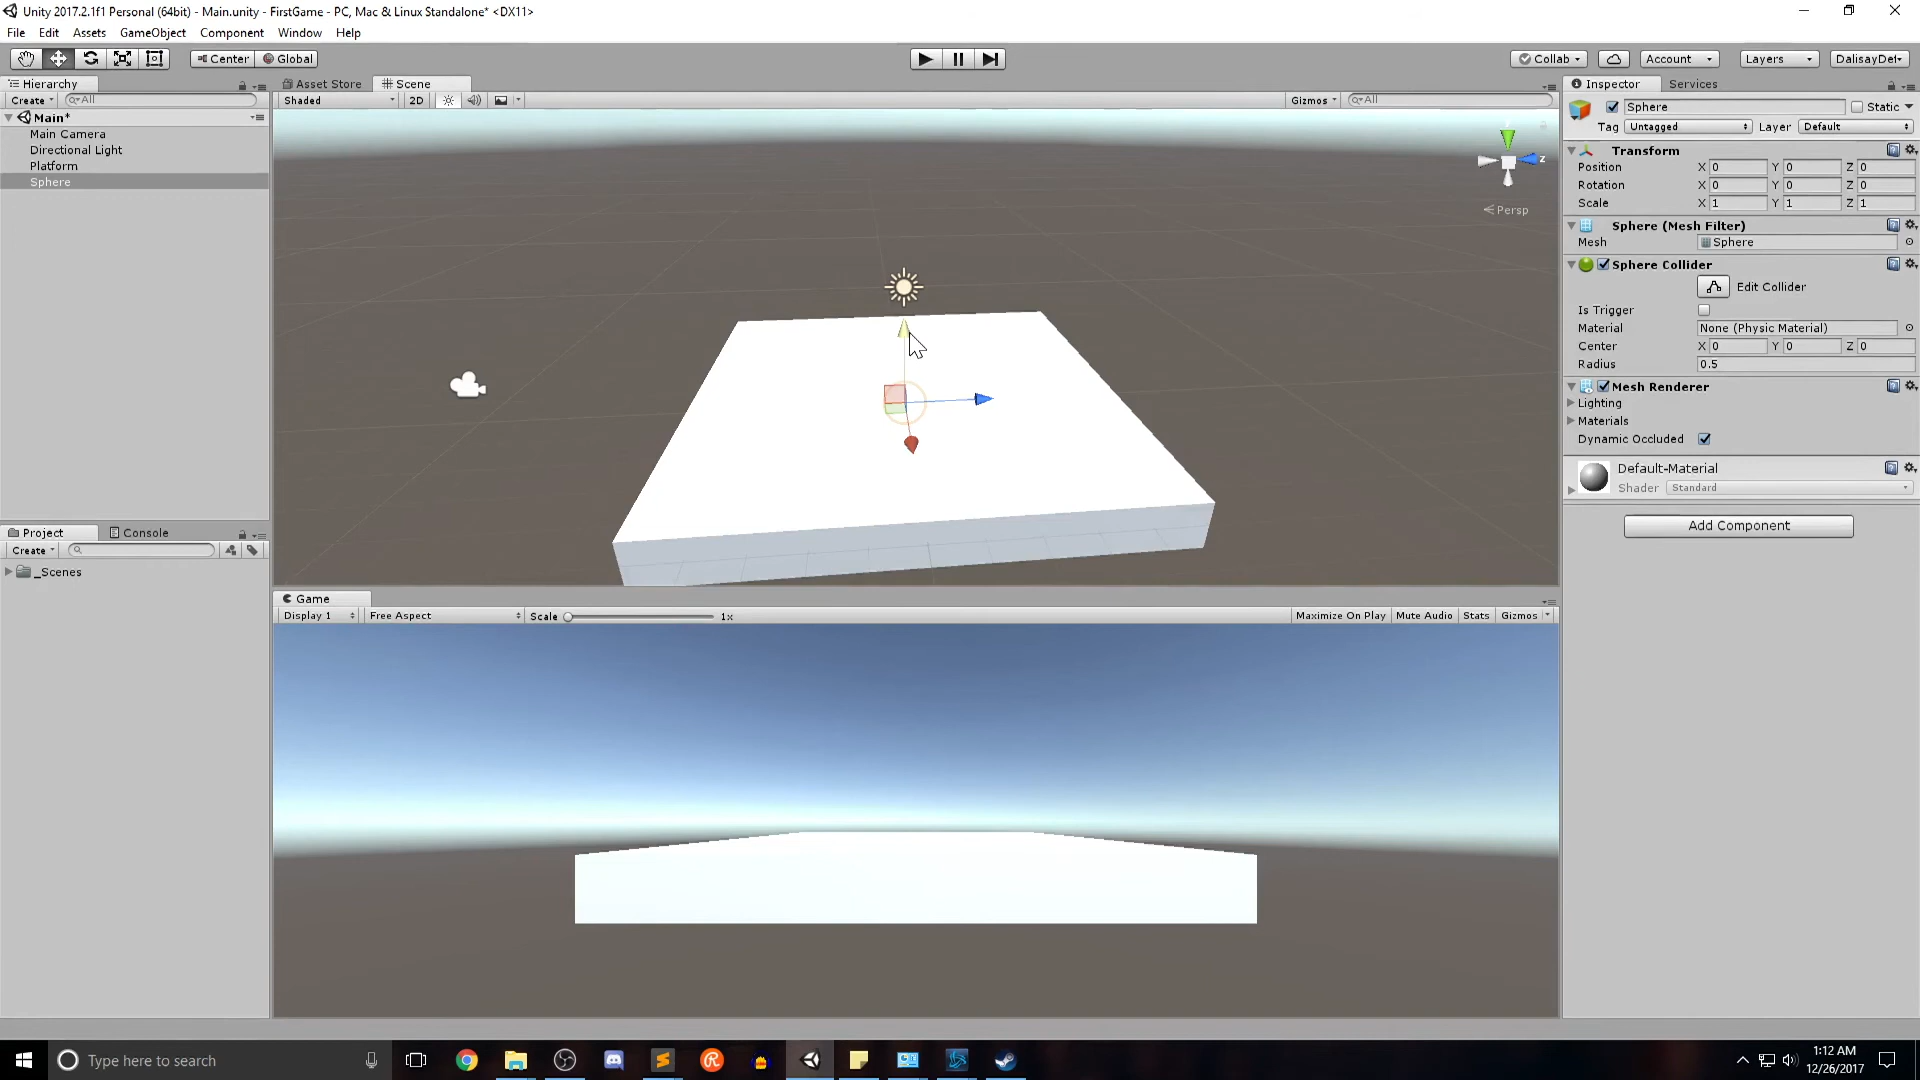 Unity 2017.2.1f1 Personal (64bit) - Main.unity - FirstGame - PC, Mac & Linux Standalone* <DX11>
File Edit Assets GameObject Component Window Help
Center Global Collab Account Layers
Hierarchy Asset Store Scene Inspector Services
Create All Shaded 2D Gizmos All
Main*
Main Camera
Directional Light
Platform
Sphere
Sphere Static
Tag Untagged Layer Default
Transform
Position X 0 Y 0 Z 0
Rotation X 0 Y 0 Z 0
Scale X 1 Y 1 Z 1
z
Persp
Sphere (Mesh Filter)
Mesh Sphere
Sphere Collider
Edit Collider
Is Trigger
Material None (Physic Material)
Center X 0 Y 0 Z 0
Radius 0.5
Mesh Renderer
Lighting
Materials
Dynamic Occluded
Default-Material
Shader Standard
Add Component
Project Console
Create
_Scenes
Game
Display 1 Free Aspect Scale 1x Maximize On Play Mute Audio Stats Gizmos
Type here to search
1:12 AM
12/26/2017